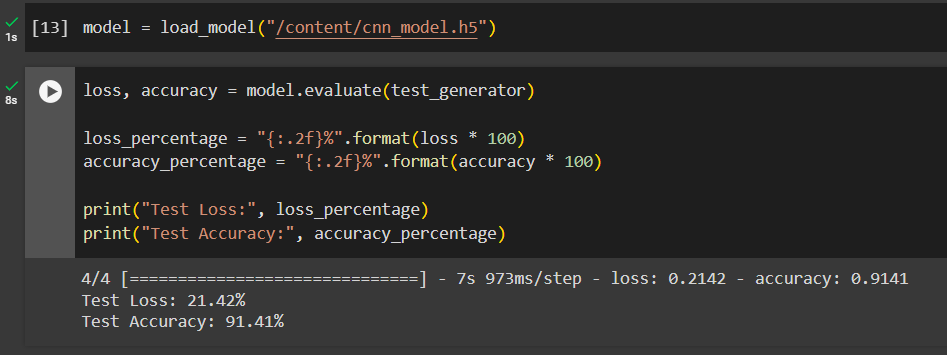 1s
[13] model = load_model("/content/cnn_model.h5")
8s
loss, accuracy = model.evaluate(test_generator)
loss_percentage = "{:.2f}%".format(loss * 100)
accuracy_percentage = "{:.2f}%".format(accuracy * 100)
print("Test Loss:", loss_percentage)
print("Test Accuracy:", accuracy_percentage)
4/4 [==============================] - 7s 973ms/step - loss: 0.2142 - accuracy: 0.9141
Test Loss: 21.42%
Test Accuracy: 91.41%